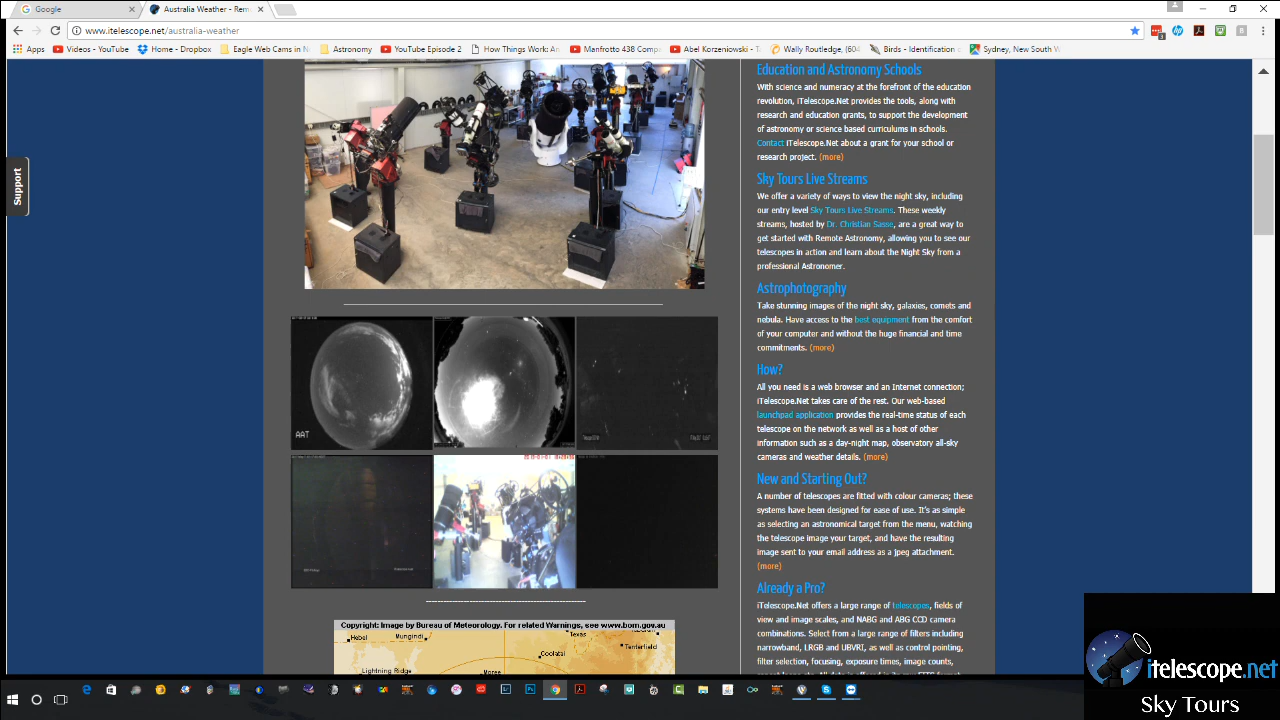 Google
Australia Weather - Rem
www.itelescope.net/australia-weather
Apps
Videos - YouTube
Home - Dropbox
Eagle Web Cams in N
Astronomy
YouTube Episode 2
How Things Work: An
Manfrotto 438 Comp
Abel Korzeniowski - T
Wally Routledge, (604
Birds - Identification o
Sydney, New South W
Support
AAT
Copyright: Image by Bureau of Meteorology. For related Warnings, see www.bom.gov.au
Hebel
Mungindi
Texas
Coolatai
Tenterfield
Lightning Ridge
Moree
Education and Astronomy Schools
With science and numeracy at the forefront of the education
revolution, iTelescope.Net provides the tools, along with
research and education grants, to support the development
of astronomy or science based curriculums in schools.
Contact iTelescope.Net about a grant for your school or
research project. (more)
Sky Tours Live Streams
We offer a variety of ways to view the night sky, including
our entry level Sky Tours Live Streams. These weekly
streams, hosted by Dr. Christian Sasse, are a great way to
get started with Remote Astronomy, allowing you to see our
telescopes in action and learn about the Night Sky from a
professional Astronomer.
Astrophotography
Take stunning images of the night sky, galaxies, comets and
nebula. Have access to the best equipment from the comfort
of your computer and without the huge financial and time
commitments. (more)
How?
All you need is a web browser and an Internet connection;
iTelescope.Net takes care of the rest. Our web-based
launchpad application provides the real-time status of each
telescope on the network as well as a host of other
information such as a day-night map, observatory all-sky
cameras and weather details. (more)
New and Starting Out?
A number of telescopes are fitted with colour cameras; these
systems have been designed for ease of use. It's as simple
as selecting an astronomical target from the menu, watching
the telescope image your target, and have the resulting
image sent to your email address as a jpeg attachment.
(more)
Already a Pro?
iTelescope.Net offers a large range of telescopes, fields of
view and image scales, and NABG and ABG CCD camera
combinations. Select from a large range of filters including
narrowband, LRGB and UBVRI, as well as control pointing,
filter selection, focusing, exposure times, image counts,
itelescope.net
Sky Tours